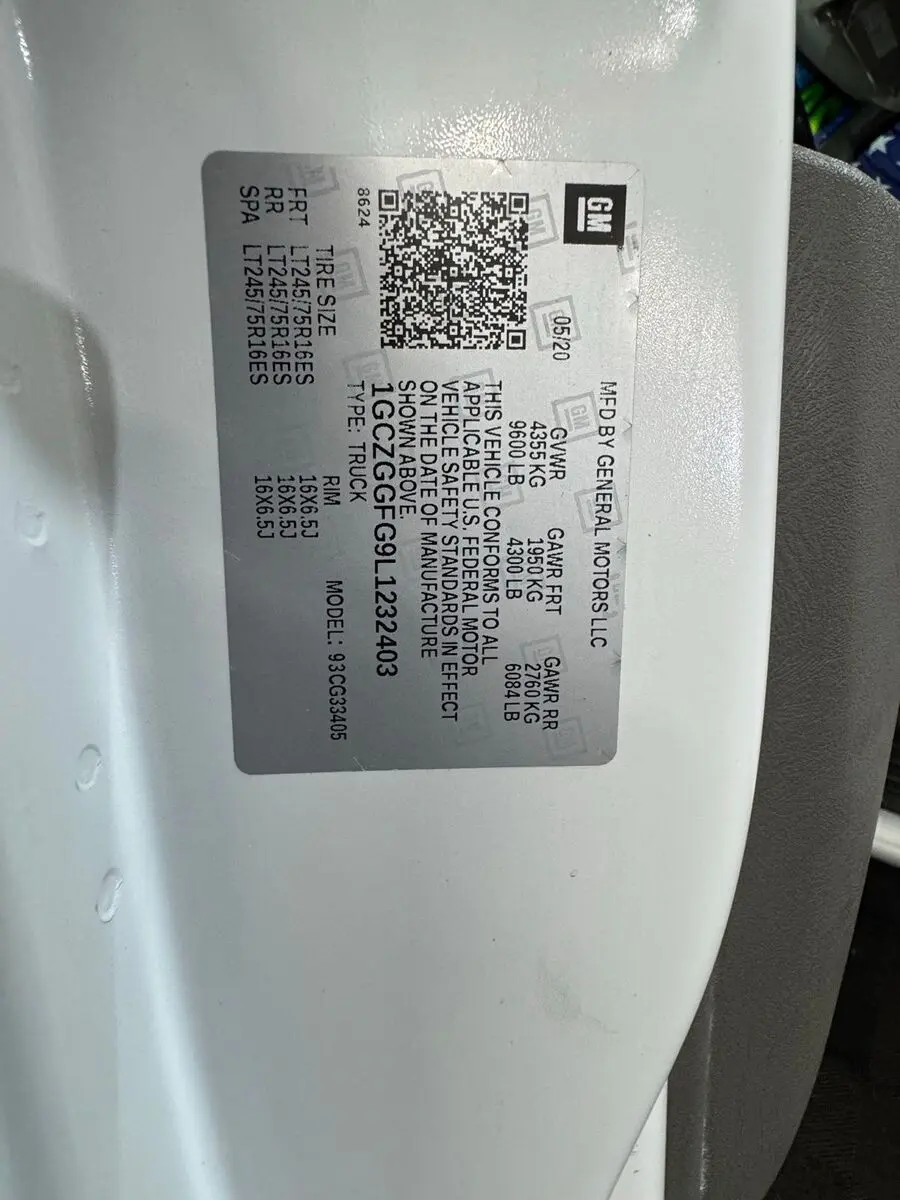 GM
MFD BY GENERAL MOTORS LLC
05/20
GVWR GAWR FRT GAWR RR
4355 KG 1950 KG 2760 KG
9600 LB 4300 LB 6084 LB
THIS VEHICLE CONFORMS TO ALL
APPLICABLE U.S. FEDERAL MOTOR
VEHICLE SAFETY STANDARDS IN EFFECT
ON THE DATE OF MANUFACTURE
SHOWN ABOVE.
1GCZGGFG9L1232403
8624
TYPE: TRUCK
MODEL: 93CG33405
TIRE SIZE RIM
FRT LT245/75R16ES 16X6.5J
RR LT245/75R16ES 16X6.5J
SPA LT245/75R16ES 16X6.5J